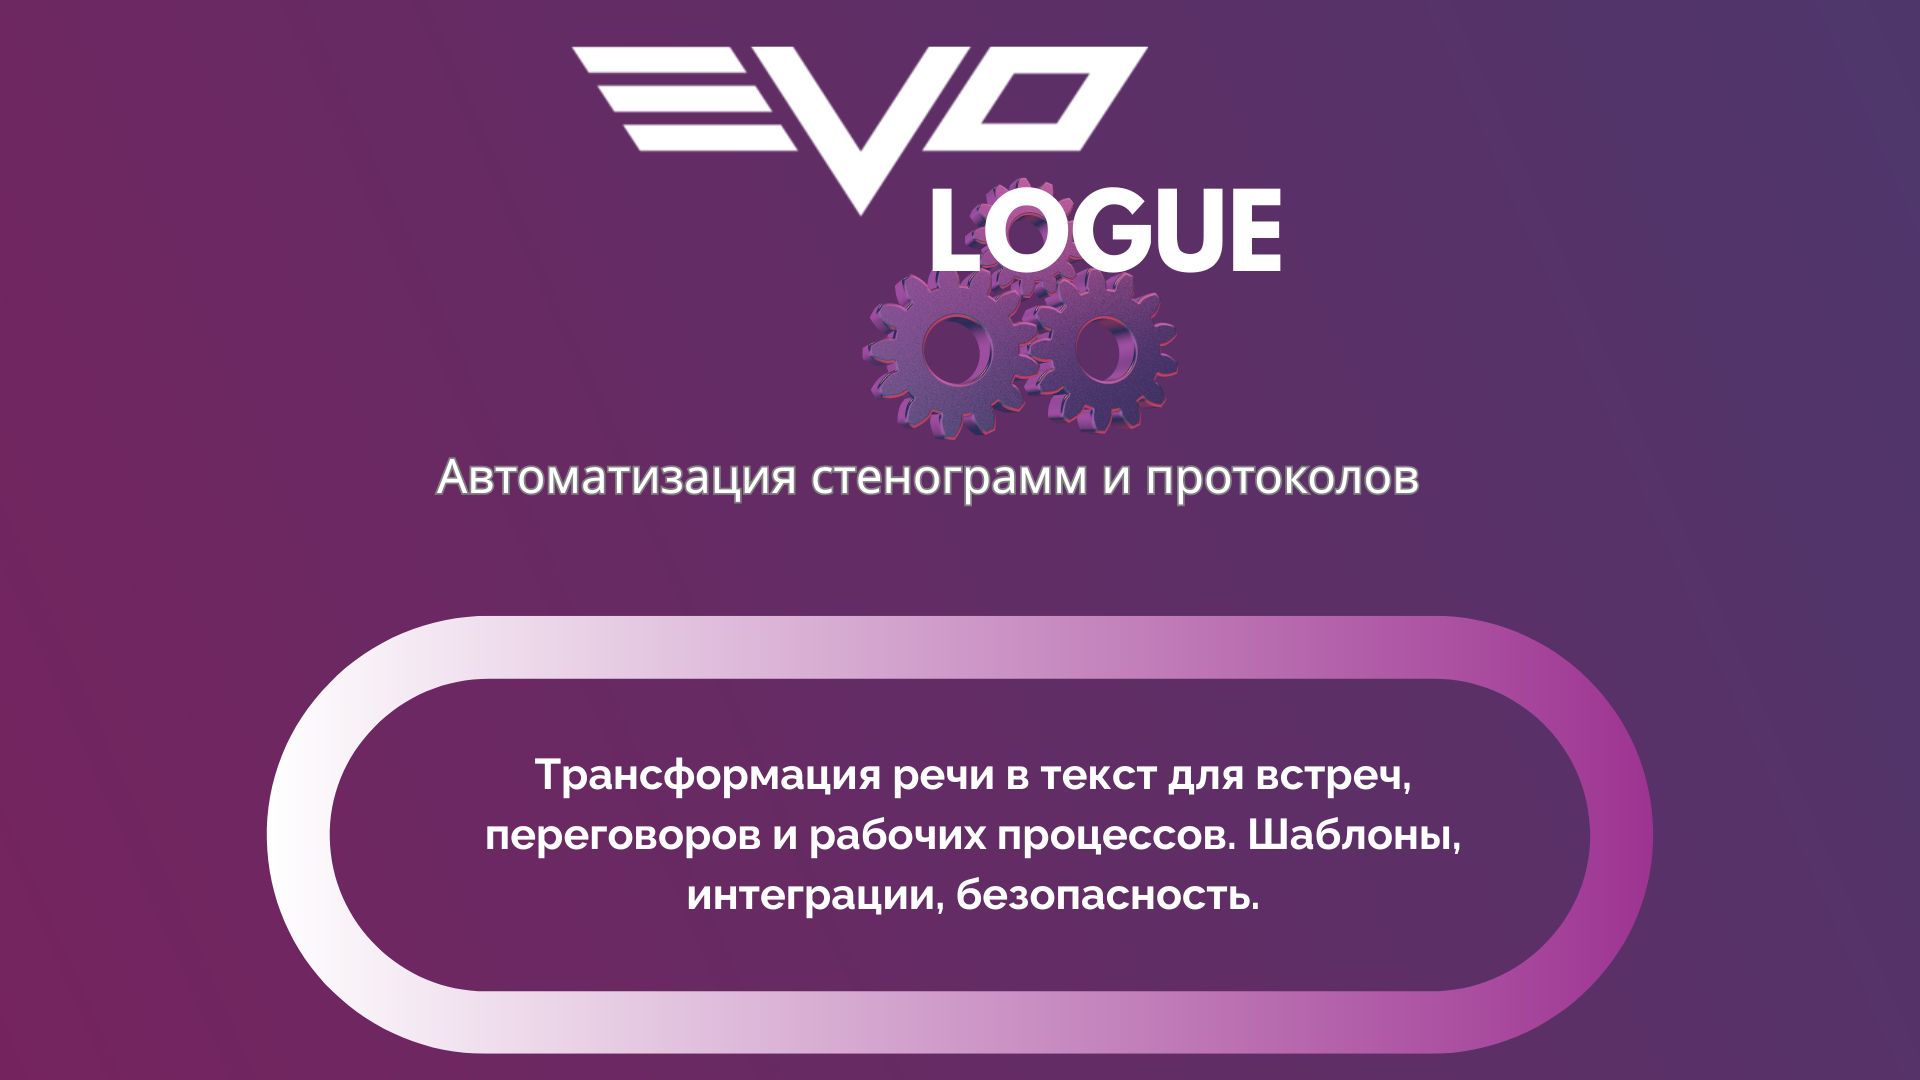 EVO
LOGUE
Автоматизация стенограмм и протоколов
Трансформация речи в текст для встреч,
переговоров и рабочих процессов. Шаблоны,
интеграции, безопасность.